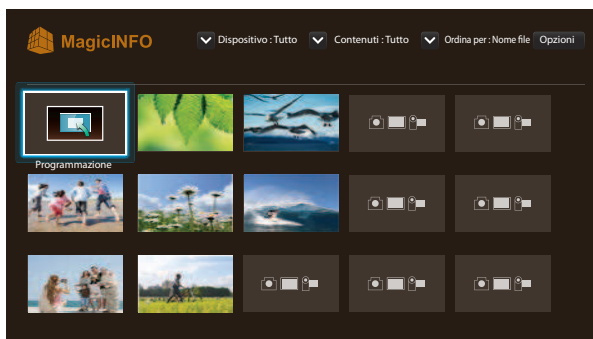 MagicINFO Dispositivo : Tutto Contenuti : Tutto Ordina per : Nome file Opzioni
Programmazione